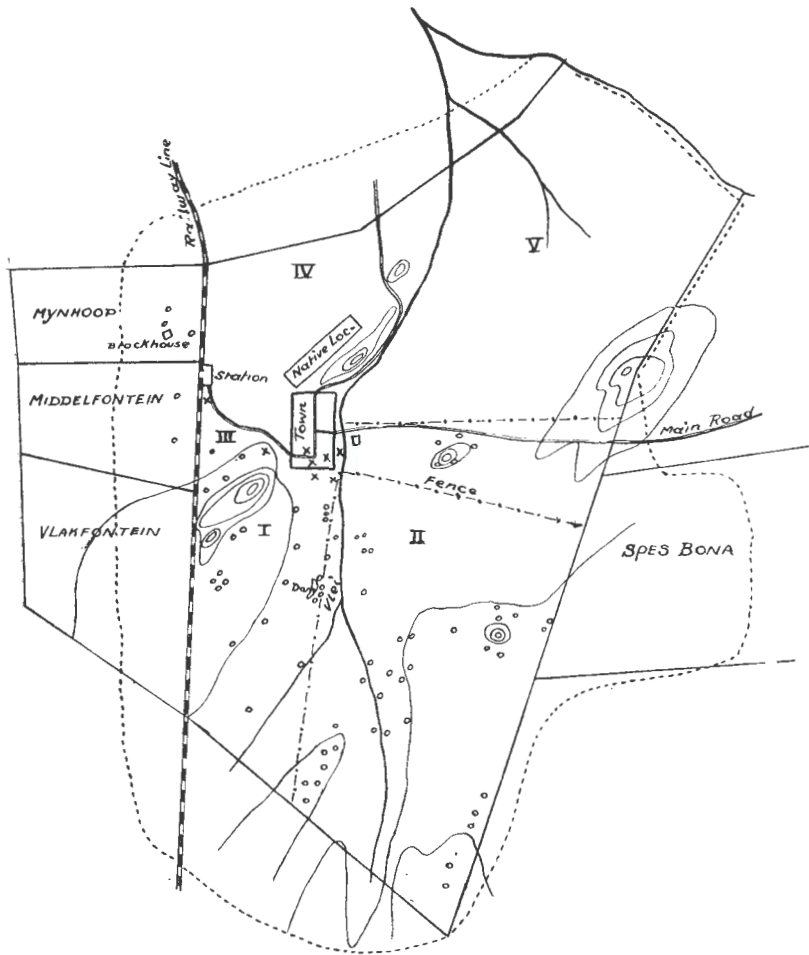 Railway Line
IV
V
MYNHOOP
Blockhouse
Native Loc.
Station
MIDDELFONTEIN
Town
Main Road
III
Fence
VLAKFONTEIN
I
II
SPES BONA
Dam
Vlei